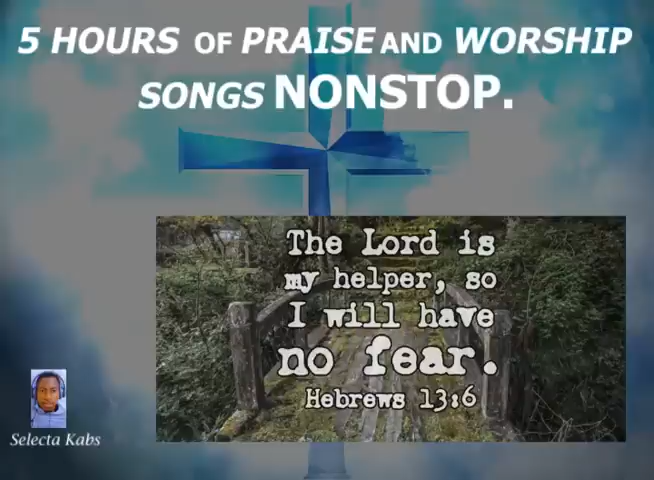 5 HOURS OF PRAISE AND WORSHIP
SONGS NONSTOP.
The Lord is
my helper, so
I will have
no fear.
Hebrews 13:6
Selecta Kabs